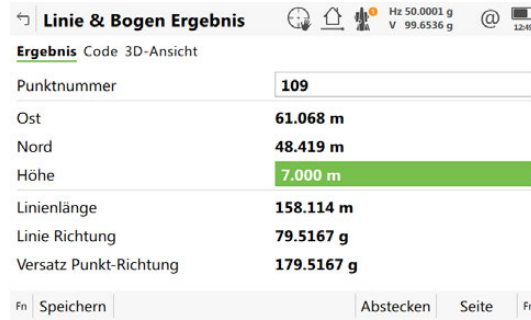 Linie & Bogen Ergebnis
Hz 50.0001 g
V 99.6536 g
@
12:49
Ergebnis Code 3D-Ansicht
Punktnummer 109
Ost 61.068 m
Nord 48.419 m
Höhe 7.000 m
Linienlänge 158.114 m
Linie Richtung 79.5167 g
Versatz Punkt-Richtung 179.5167 g
Fn Speichern Abstecken Seite